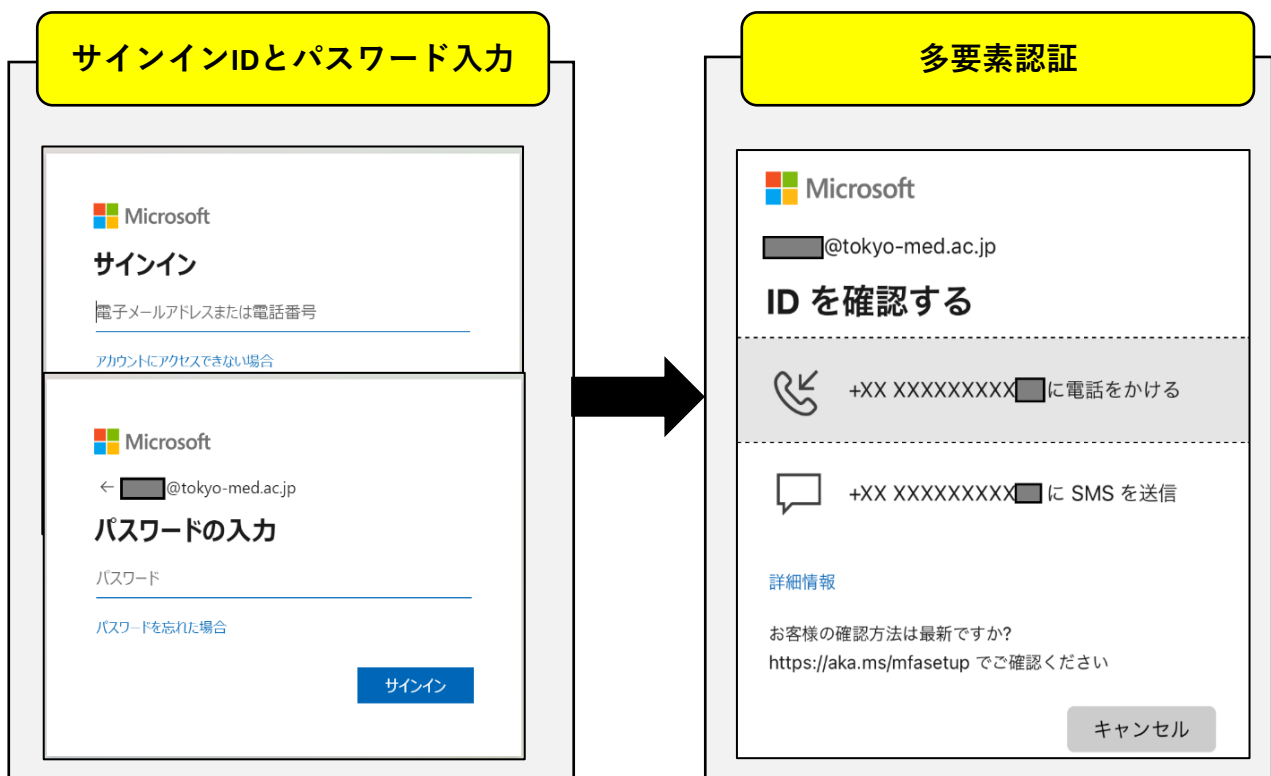 サインインIDとパスワード入力
Microsoft
サインイン
電子メールアドレスまたは電話番号
アカウントにアクセスできない場合
Microsoft
← @tokyo-med.ac.jp
パスワードの入力
パスワード
パスワードを忘れた場合
サインイン
多要素認証
Microsoft
@tokyo-med.ac.jp
ID を確認する
+XX XXXXXXXXX に電話をかける
+XX XXXXXXXXX に SMS を送信
詳細情報
お客様の確認方法は最新ですか?
https://aka.ms/mfasetup でご確認ください
キャンセル